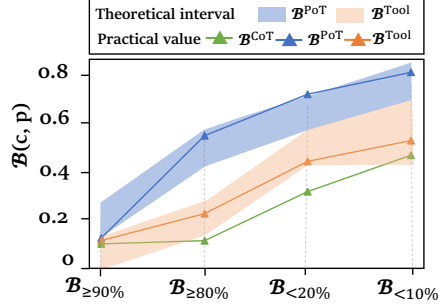 Theoretical interval ℬ^PoT ℬ^Tool
Practical value ℬ^CoT ℬ^PoT ℬ^Tool
ℬ(c, p)
0.8
0.6
0.4
0.2
0
ℬ≥90% ℬ≥80% ℬ<20% ℬ<10%